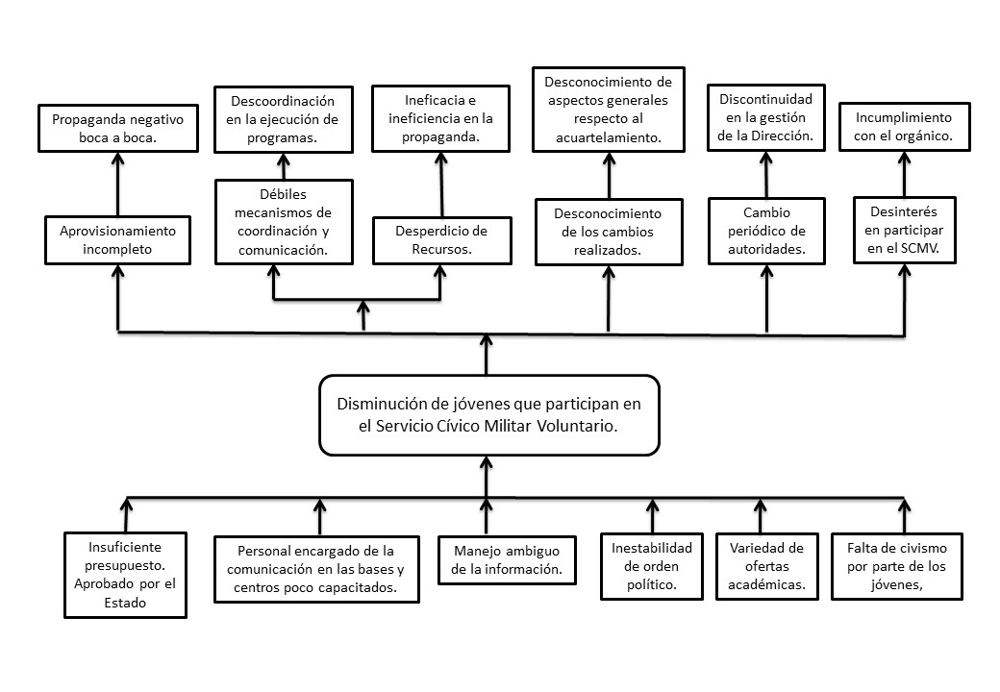 Propaganda negativo
boca a boca.
Descoordinación
en la ejecución de
programas.
Ineficacia e
ineficiencia en la
propaganda.
Desconocimiento de
aspectos generales
respecto al
acuartelamiento.
Discontinuidad
en la gestión
de la Dirección.
Incumplimiento
con el orgánico.
Aprovisionamiento
incompleto
Débiles
mecanismos de
coordinación y
comunicación.
Desperdicio de
Recursos.
Desconocimiento
de los cambios
realizados.
Cambio
periódico de
autoridades.
Desinterés
en participar
en el SCMV.
Disminución de jóvenes que participan en
el Servicio Cívico Militar Voluntario.
Insuficiente
presupuesto.
Aprobado por el
Estado
Personal encargado de la
comunicación en las bases y
centros poco capacitados.
Manejo ambiguo
de la información.
Inestabilidad
de orden
político.
Variedad de
ofertas
académicas.
Falta de civismo
por parte de los
jóvenes,